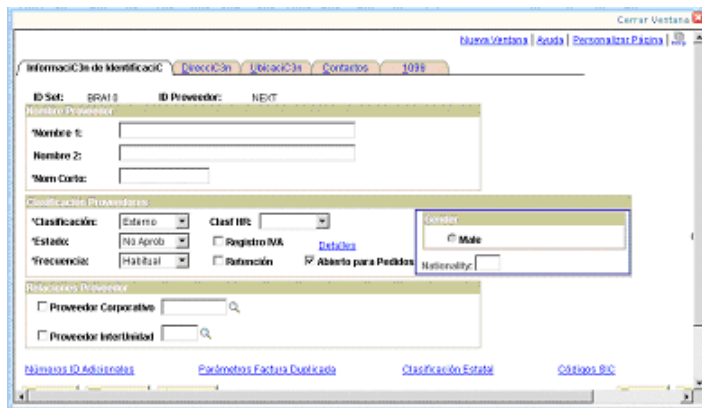 Cerrar Ventana
Nueva Ventana | Ayuda | Personalizar Página |
InformaciC3n de IdentificaciC DirecciC3n UbicaciC3n Contactos 1099
ID Set: BRA10 ID Proveedor: NEXT
Nombre Proveedor
*Nombre 1:
Nombre 2:
*Nom Corto:
Clasificación Proveedores
*Clasificación: Externo Clasf HR: Gender
*Estado: No Aprob Registro IVA Detalles Male
*Frecuencia: Habitual Retención Abierto para Pedidos Nationality:
Relaciones Proveedor
Proveedor Corporativo
Proveedor InterUnidad
Números ID Adicionales Parámetros Factura Duplicada Clasificación Estatal Códigos SIC